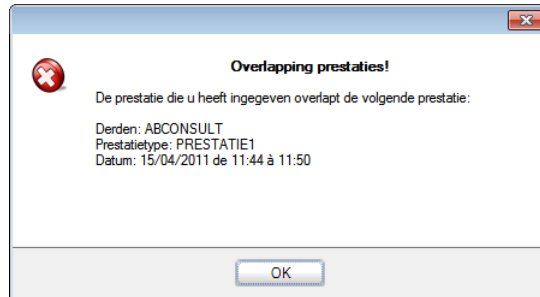 Overlapping prestaties!
De prestatie die u heeft ingegeven overlapt de volgende prestatie:
Derden: ABCONSULT
Prestatietype: PRESTATIE1
Datum: 15/04/2011 de 11:44 à 11:50
OK